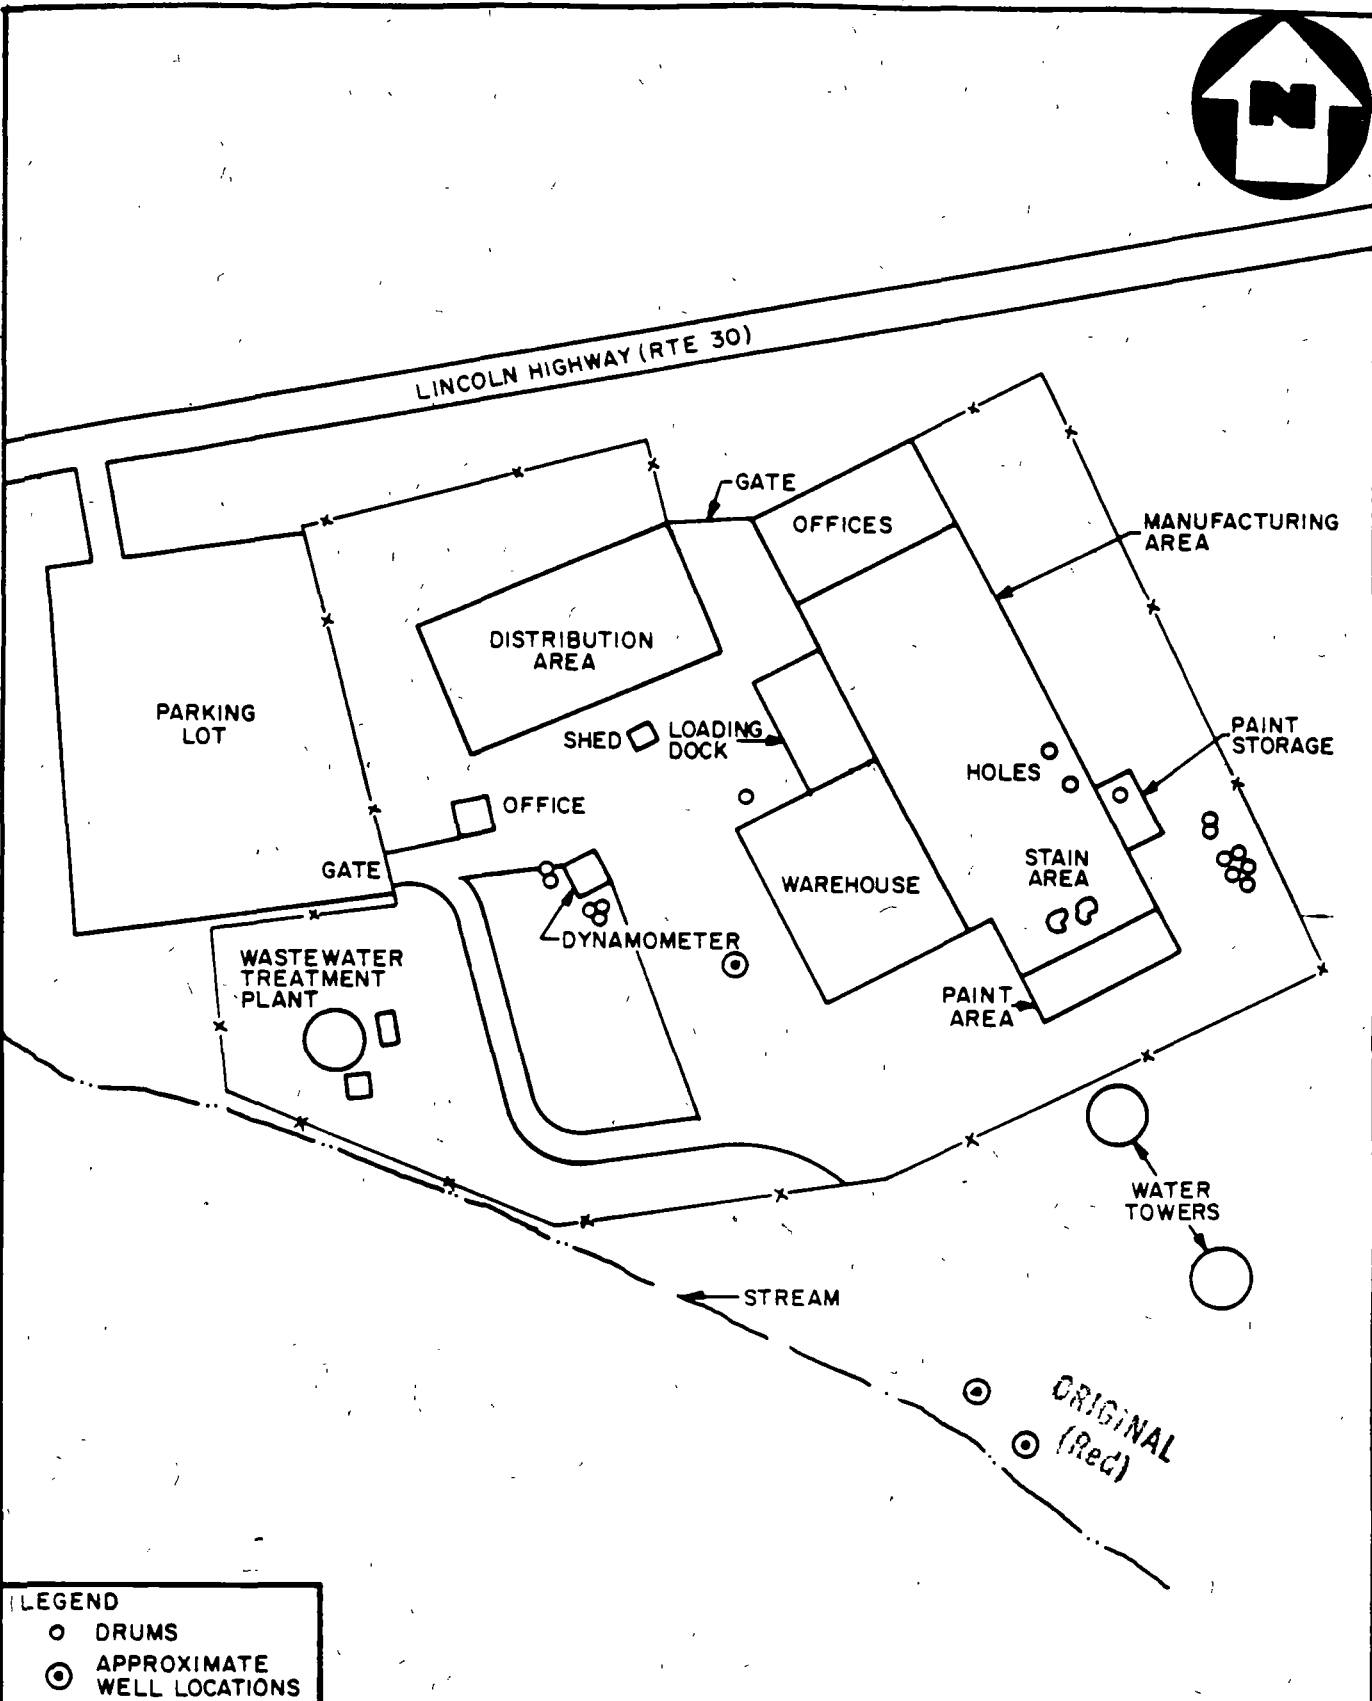 N
LINCOLN HIGHWAY (RTE 30)
GATE
OFFICES
MANUFACTURING
AREA
DISTRIBUTION
AREA
PARKING
LOT
SHED
LOADING
DOCK
PAINT
STORAGE
HOLES
OFFICE
GATE
STAIN
AREA
WAREHOUSE
DYNAMOMETER
WASTEWATER
TREATMENT
PLANT
PAINT
AREA
WATER
TOWERS
STREAM
ORIGINAL
(Red)
LEGEND
DRUMS
APPROXIMATE
WELL LOCATIONS